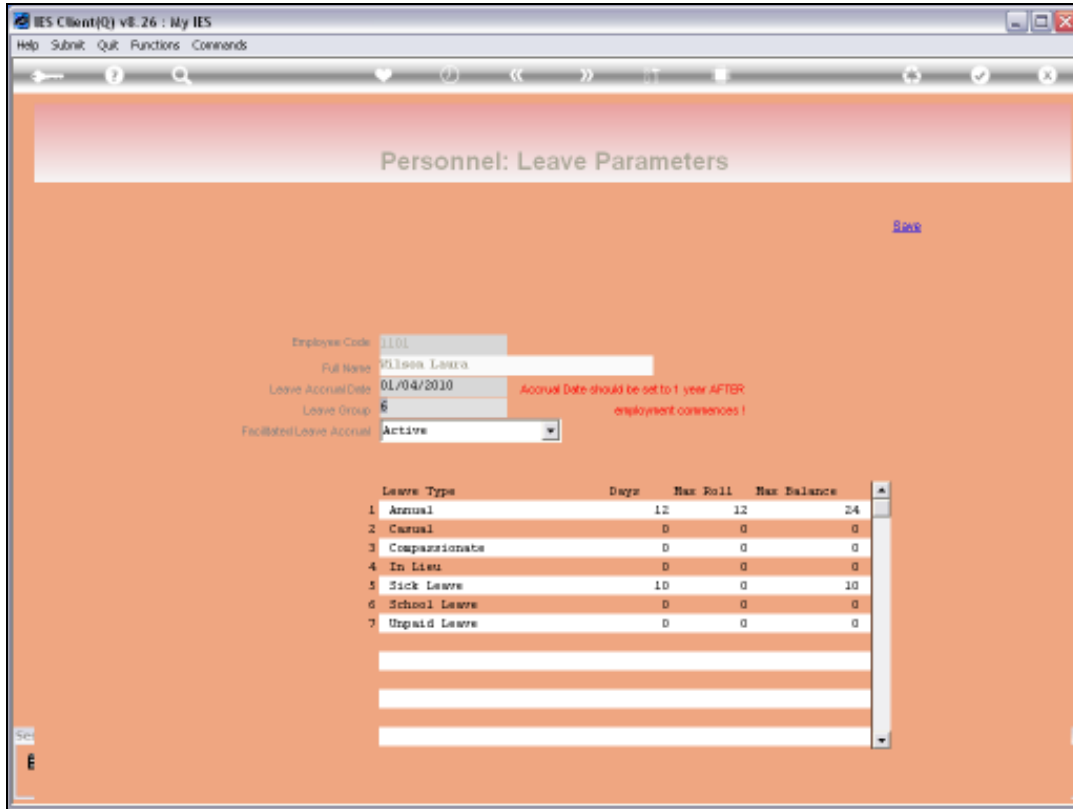 IES Client(Q) v8.26 : My IES
Help Submit Quit Functions Commands
Personnel: Leave Parameters
Save
Employee Code 1101
Full Name Wilson Laura
Leave Accrual Date 01/04/2010 Accrual Date should be set to 1 year AFTER
Leave Group 6 employment commences !
Facilitated Leave Accrual Active
Leave Type Days Max Roll Max Balance
1 Annual 12 12 24
2 Casual 0 0 0
3 Compassionate 0 0 0
4 In Lieu 0 0 0
5 Sick Leave 10 0 10
6 School Leave 0 0 0
7 Unpaid Leave 0 0 0